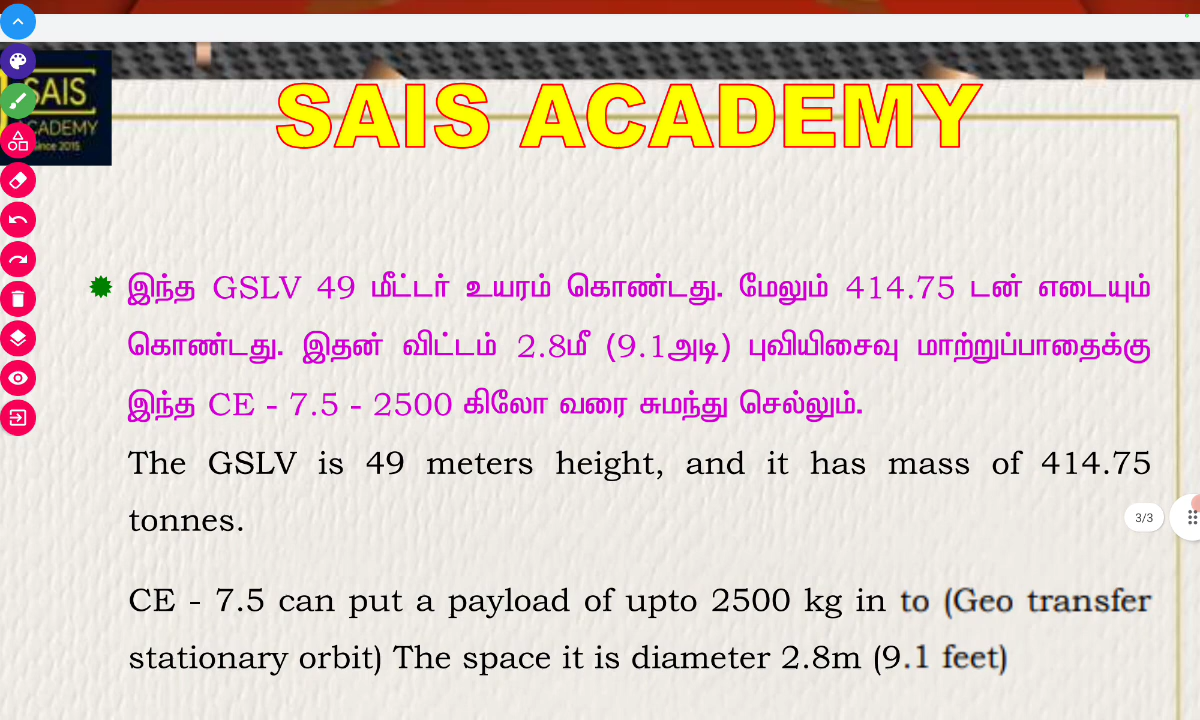 SAIS
ACADEMY
Since 2015
SAIS ACADEMY
இந்த GSLV 49 மீட்டர் உயரம் கொண்டது. மேலும் 414.75 டன் எடையும்
கொண்டது. இதன் விட்டம் 2.8மீ (9.1அடி) புவியிசைவு மாற்றுப்பாதைக்கு
இந்த CE - 7.5 - 2500 கிலோ வரை சுமந்து செல்லும்.
The GSLV is 49 meters height, and it has mass of 414.75
tonnes.
3/3
CE - 7.5 can put a payload of upto 2500 kg in to (Geo transfer
stationary orbit) The space it is diameter 2.8m (9.1 feet)